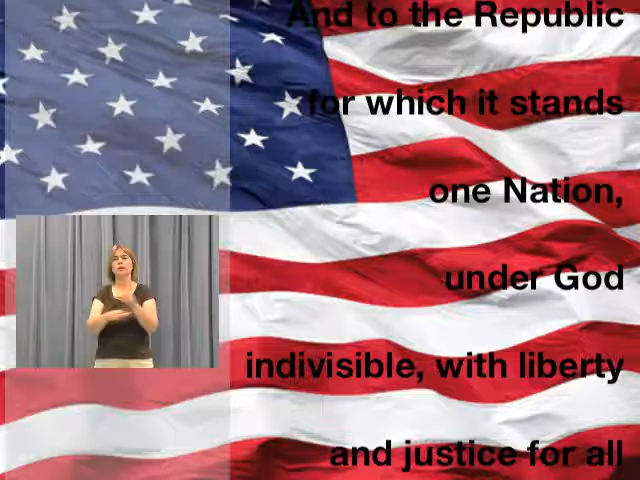 And to the Republic
for which it stands
one Nation,
under God
indivisible, with liberty
and justice for all